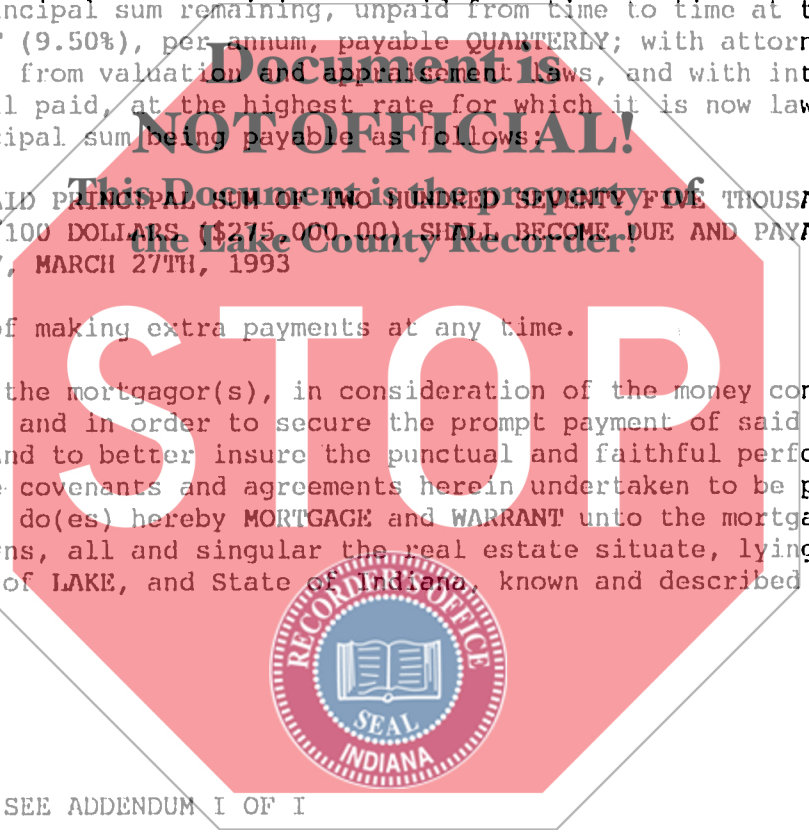 ncipal sum remaining, unpaid from time to time at t
(9.50%), per annum, payable QUARTERLY; with attorn
Document is
from valuation and appraisement laws, and with int
l paid, at the highest rate for which it is now law
NOT OFFICIAL!
cipal sum being payable as follows:
This Document is the property of
AID PRINCIPAL SUM OF TWO HUNDRED SEVENTY FIVE THOUSA
/100 DOLLARS ($275,000.00) SHALL BECOME DUE AND PAYA
the Lake County Recorder!
, MARCH 27TH, 1993
of making extra payments at any time.
STOP
the mortgagor(s), in consideration of the money con
and in order to secure the prompt payment of said
nd to better insure the punctual and faithful perfo
covenants and agreements herein undertaken to be p
do(es) hereby MORTGAGE and WARRANT unto the mortga
ns, all and singular the real estate situate, lying
of LAKE, and State of Indiana, known and described
RECORDER'S OFFICE
SEAL
INDIANA
SEE ADDENDUM I OF I